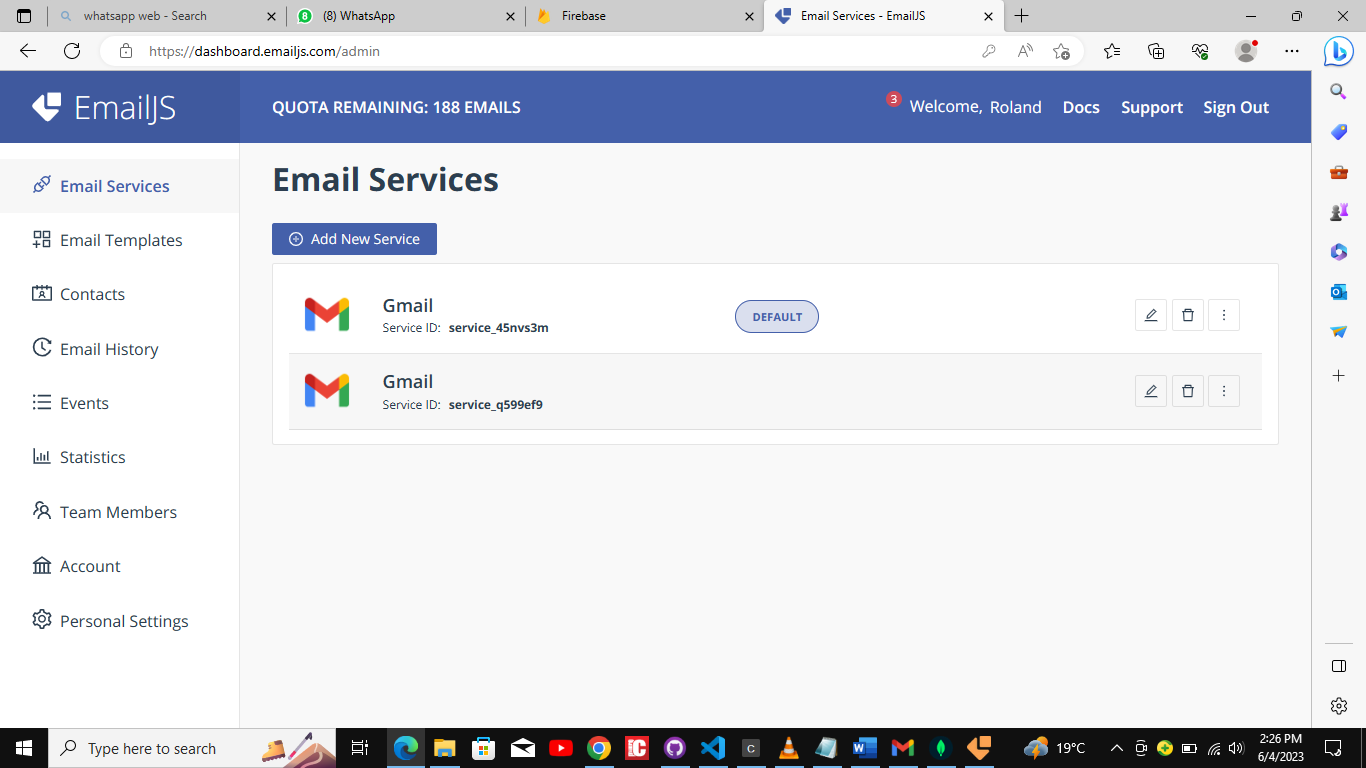 whatsapp web - Search
(8) WhatsApp
Firebase
Email Services - EmailJS
https://dashboard.emailjs.com/admin
EmailJS
QUOTA REMAINING: 188 EMAILS
3
Welcome, Roland
Docs
Support
Sign Out
Email Services
Email Templates
Contacts
Email History
Events
Statistics
Team Members
Account
Personal Settings
Email Services
Add New Service
Gmail
Service ID: service_45nvs3m
DEFAULT
Gmail
Service ID: service_q599ef9
Type here to search
19°C
2:26 PM
6/4/2023